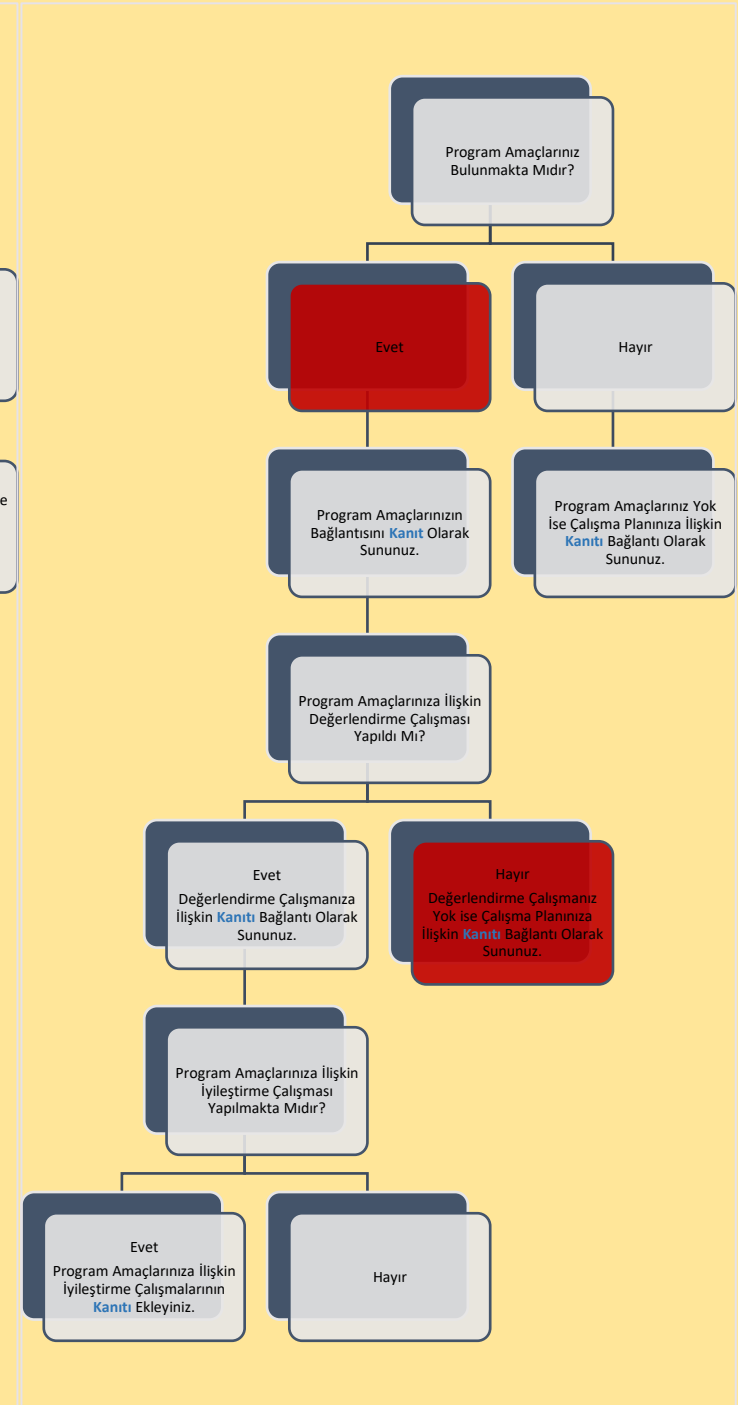 Program Amaçlarınız
Bulunmakta Mıdır?
Evet
Hayır
e
Program Amaçlarınızın
Bağlantısını Kanıt Olarak
Sununuz.
Program Amaçlarınız Yok
İse Çalışma Planınıza İlişkin
Kanıtı Bağlantı Olarak
Sununuz.
Program Amaçlarınıza İlişkin
Değerlendirme Çalışması
Yapıldı Mı?
Evet
Değerlendirme Çalışmanıza
İlişkin Kanıtı Bağlantı Olarak
Sununuz.
Hayır
Değerlendirme Çalışmanız
Yok ise Çalışma Planınıza
İlişkin Kanıtı Bağlantı Olarak
Sununuz.
Program Amaçlarınıza İlişkin
İyileştirme Çalışması
Yapılmakta Mıdır?
Evet
Program Amaçlarınıza İlişkin
İyileştirme Çalışmalarının
Kanıtı Ekleyiniz.
Hayır